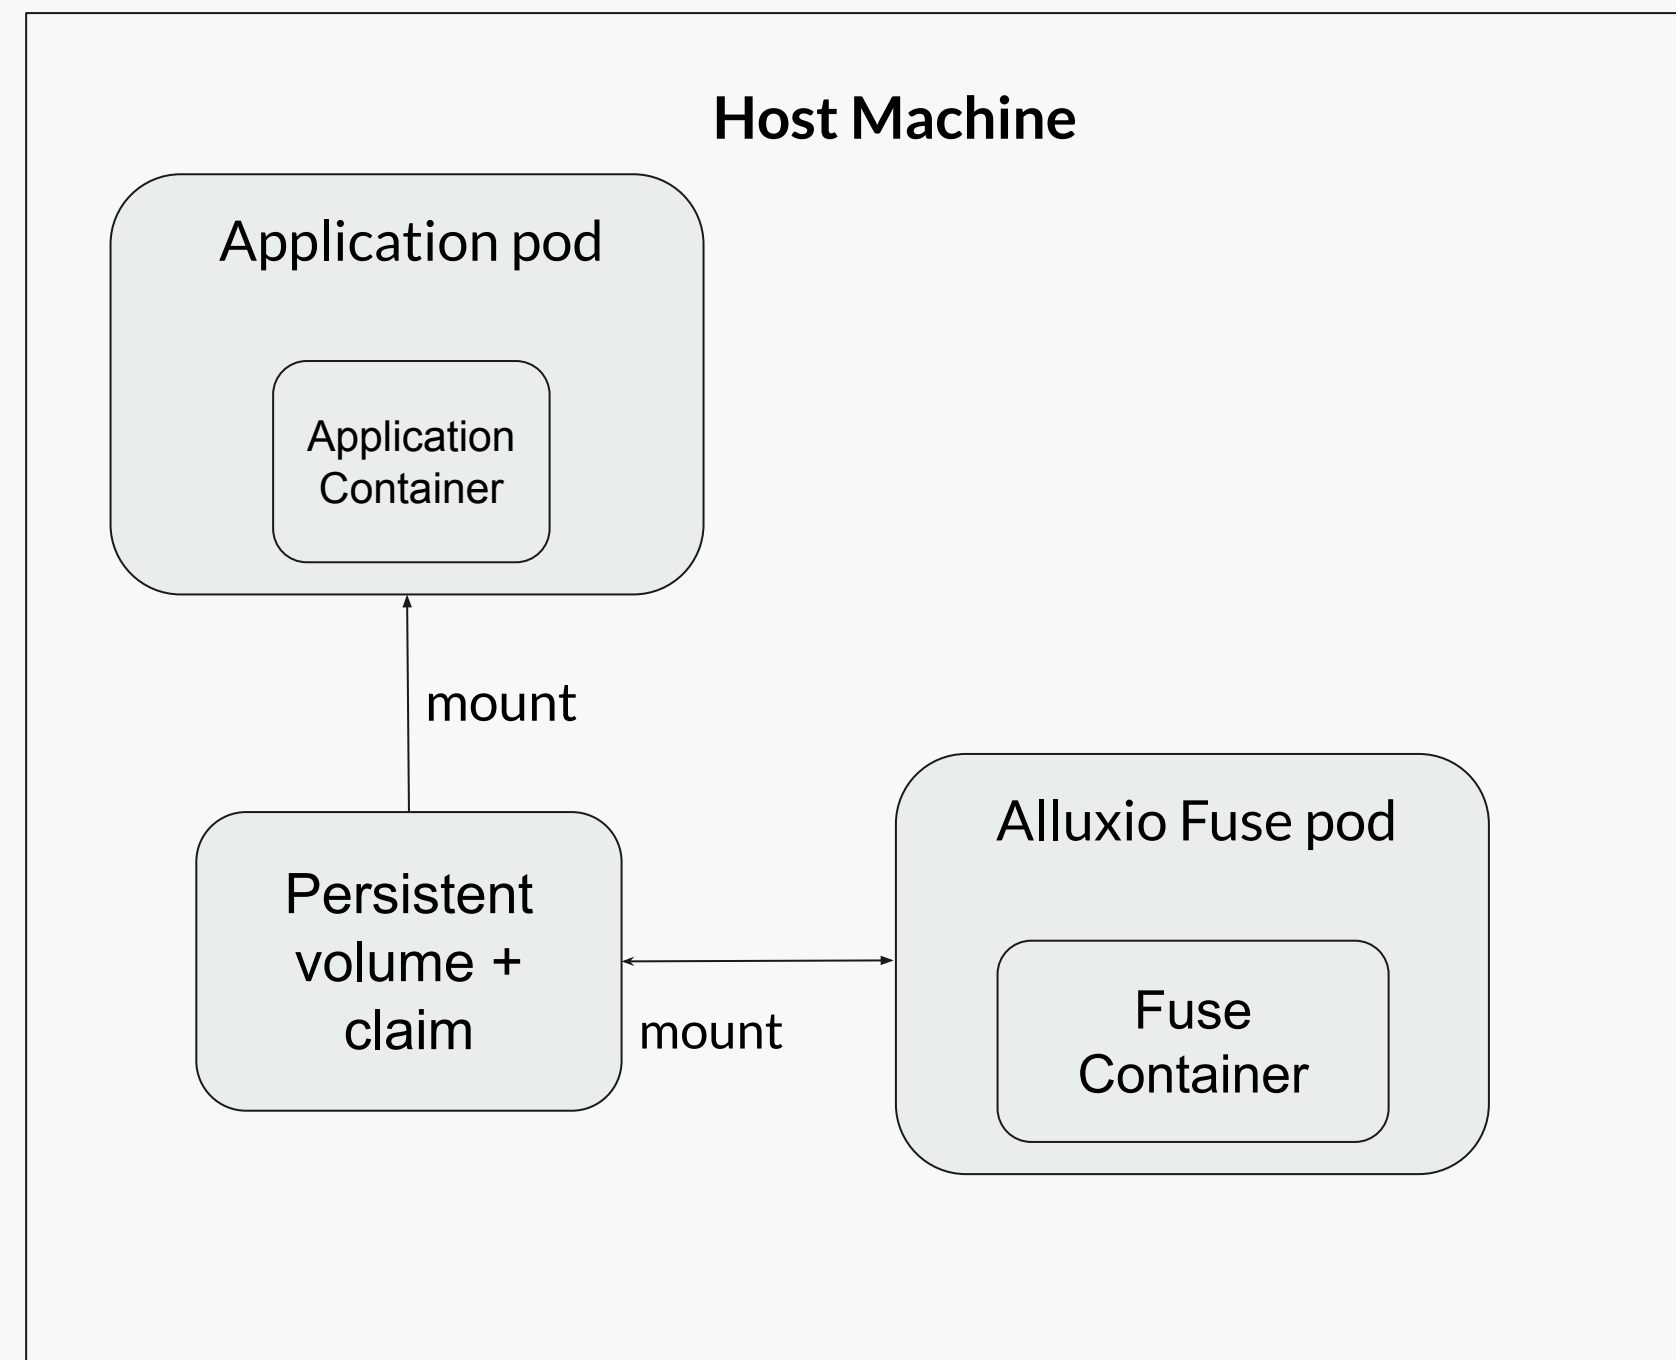 Host Machine
Application pod
Application
Container
mount
Persistent
volume +
claim
mount
Alluxio Fuse pod
Fuse
Container